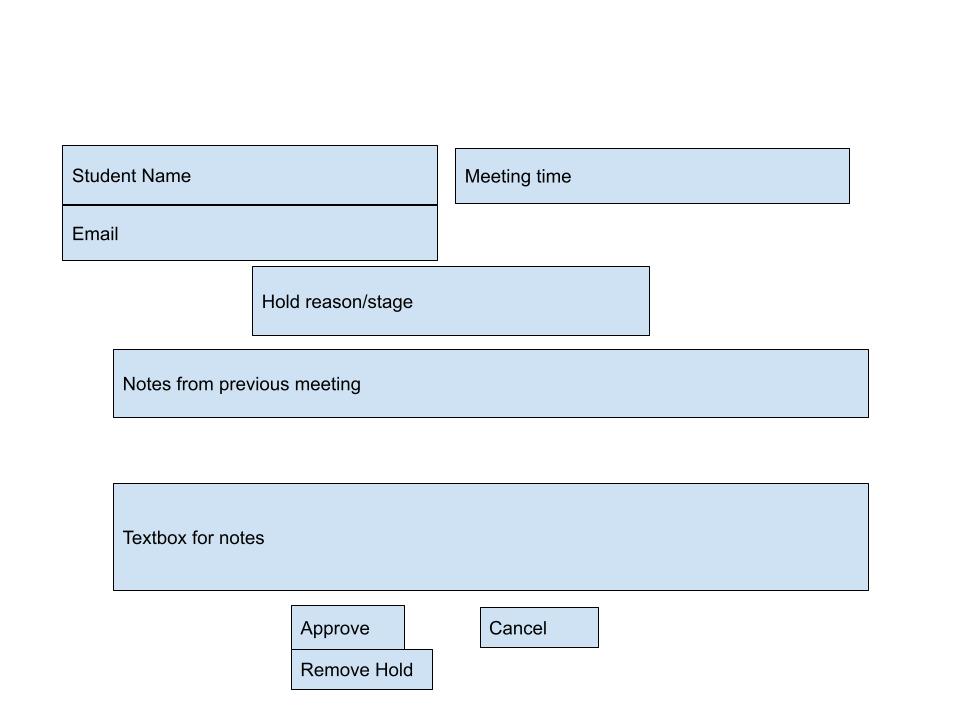 Student Name
Meeting time
Email
Hold reason/stage
Notes from previous meeting
Textbox for notes
Approve
Cancel
Remove Hold